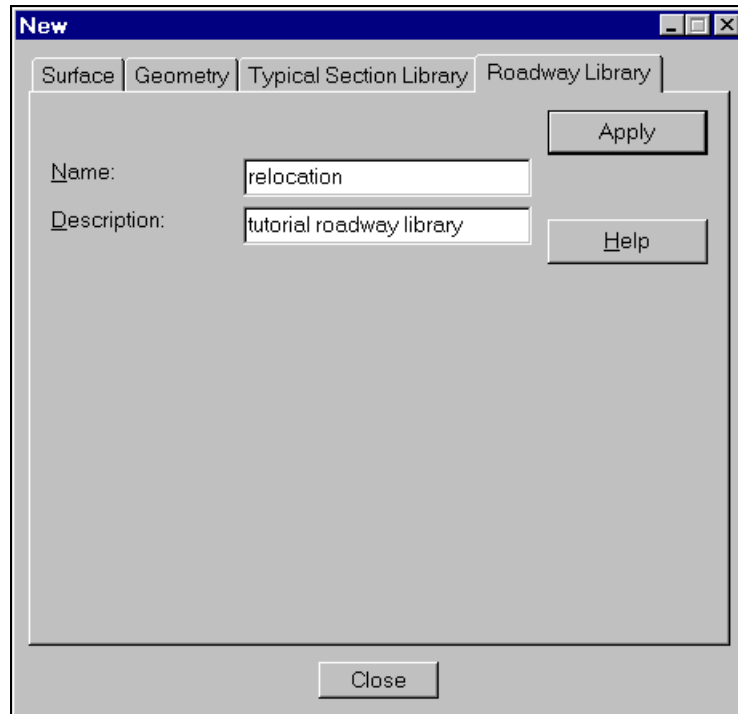 New
Surface Geometry Typical Section Library Roadway Library
Apply
Name: relocation
Description: tutorial roadway library
Help
Close